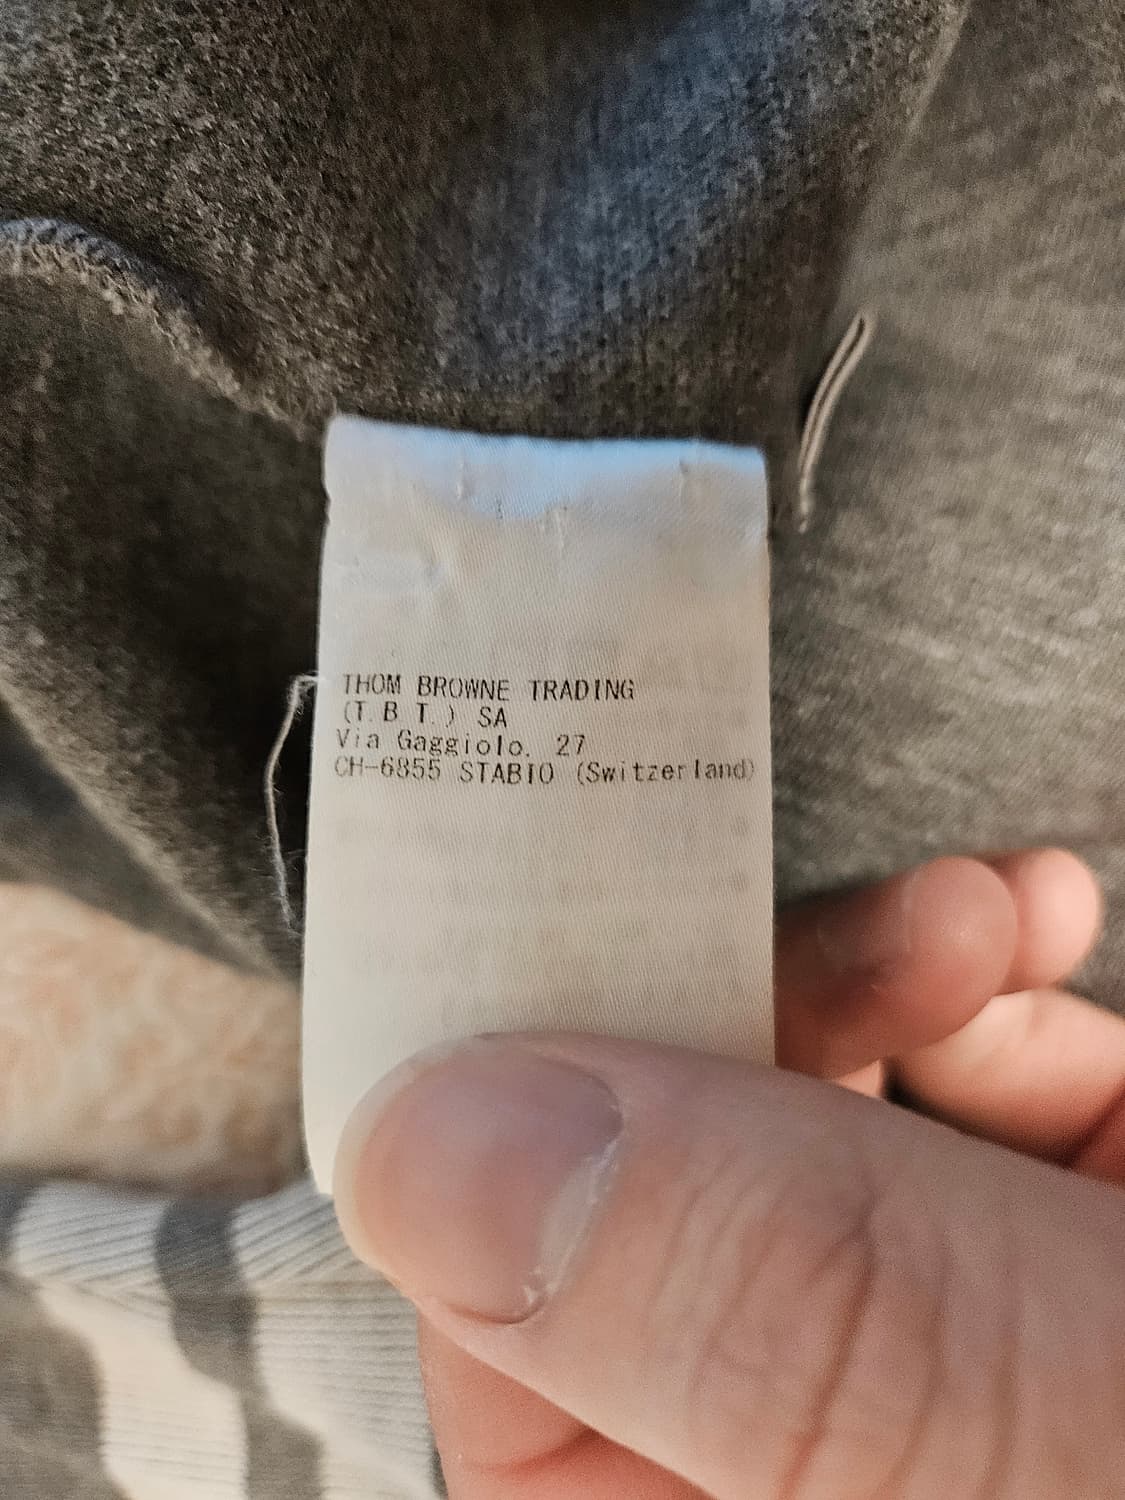 THOM BROWNE TRADING
(T.B.T.) SA
Via Gaggiolo, 27
CH-6855 STABIO (Switzerland)